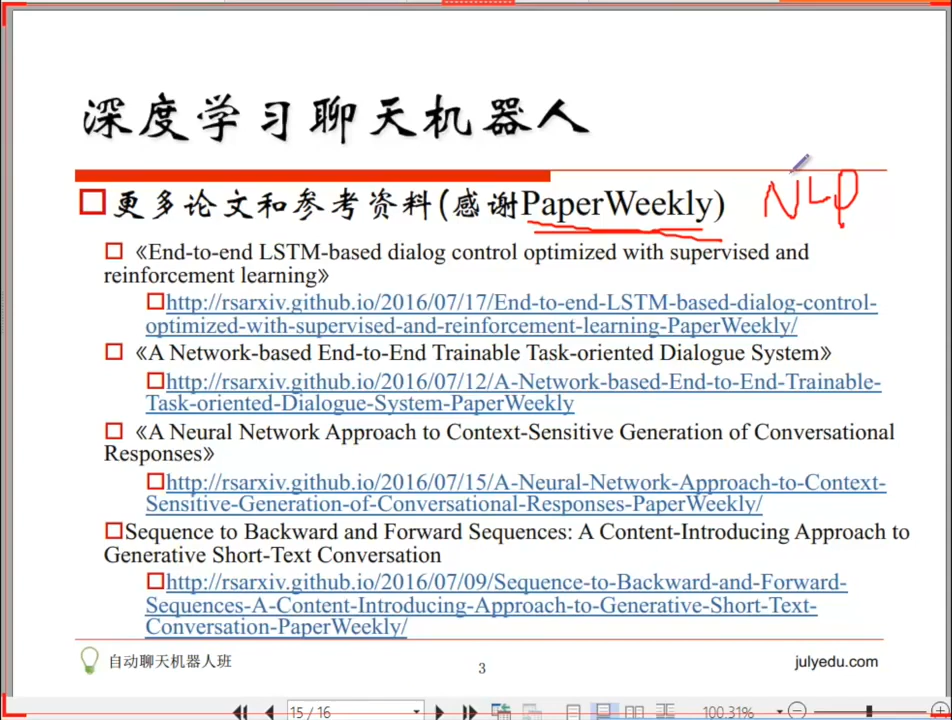 深度学习聊天机器人
更多论文和参考资料(感谢PaperWeekly)
NLP
《End-to-end LSTM-based dialog control optimized with supervised and
reinforcement learning》
http://rsarxiv.github.io/2016/07/17/End-to-end-LSTM-based-dialog-control-
optimized-with-supervised-and-reinforcement-learning-PaperWeekly/
《A Network-based End-to-End Trainable Task-oriented Dialogue System》
http://rsarxiv.github.io/2016/07/12/A-Network-based-End-to-End-Trainable-
Task-oriented-Dialogue-System-PaperWeekly
《A Neural Network Approach to Context-Sensitive Generation of Conversational
Responses》
http://rsarxiv.github.io/2016/07/15/A-Neural-Network-Approach-to-Context-
Sensitive-Generation-of-Conversational-Responses-PaperWeekly/
Sequence to Backward and Forward Sequences: A Content-Introducing Approach to
Generative Short-Text Conversation
http://rsarxiv.github.io/2016/07/09/Sequence-to-Backward-and-Forward-
Sequences-A-Content-Introducing-Approach-to-Generative-Short-Text-
Conversation-PaperWeekly/
自动聊天机器人班
3
julyedu.com
15 / 16
100.31%